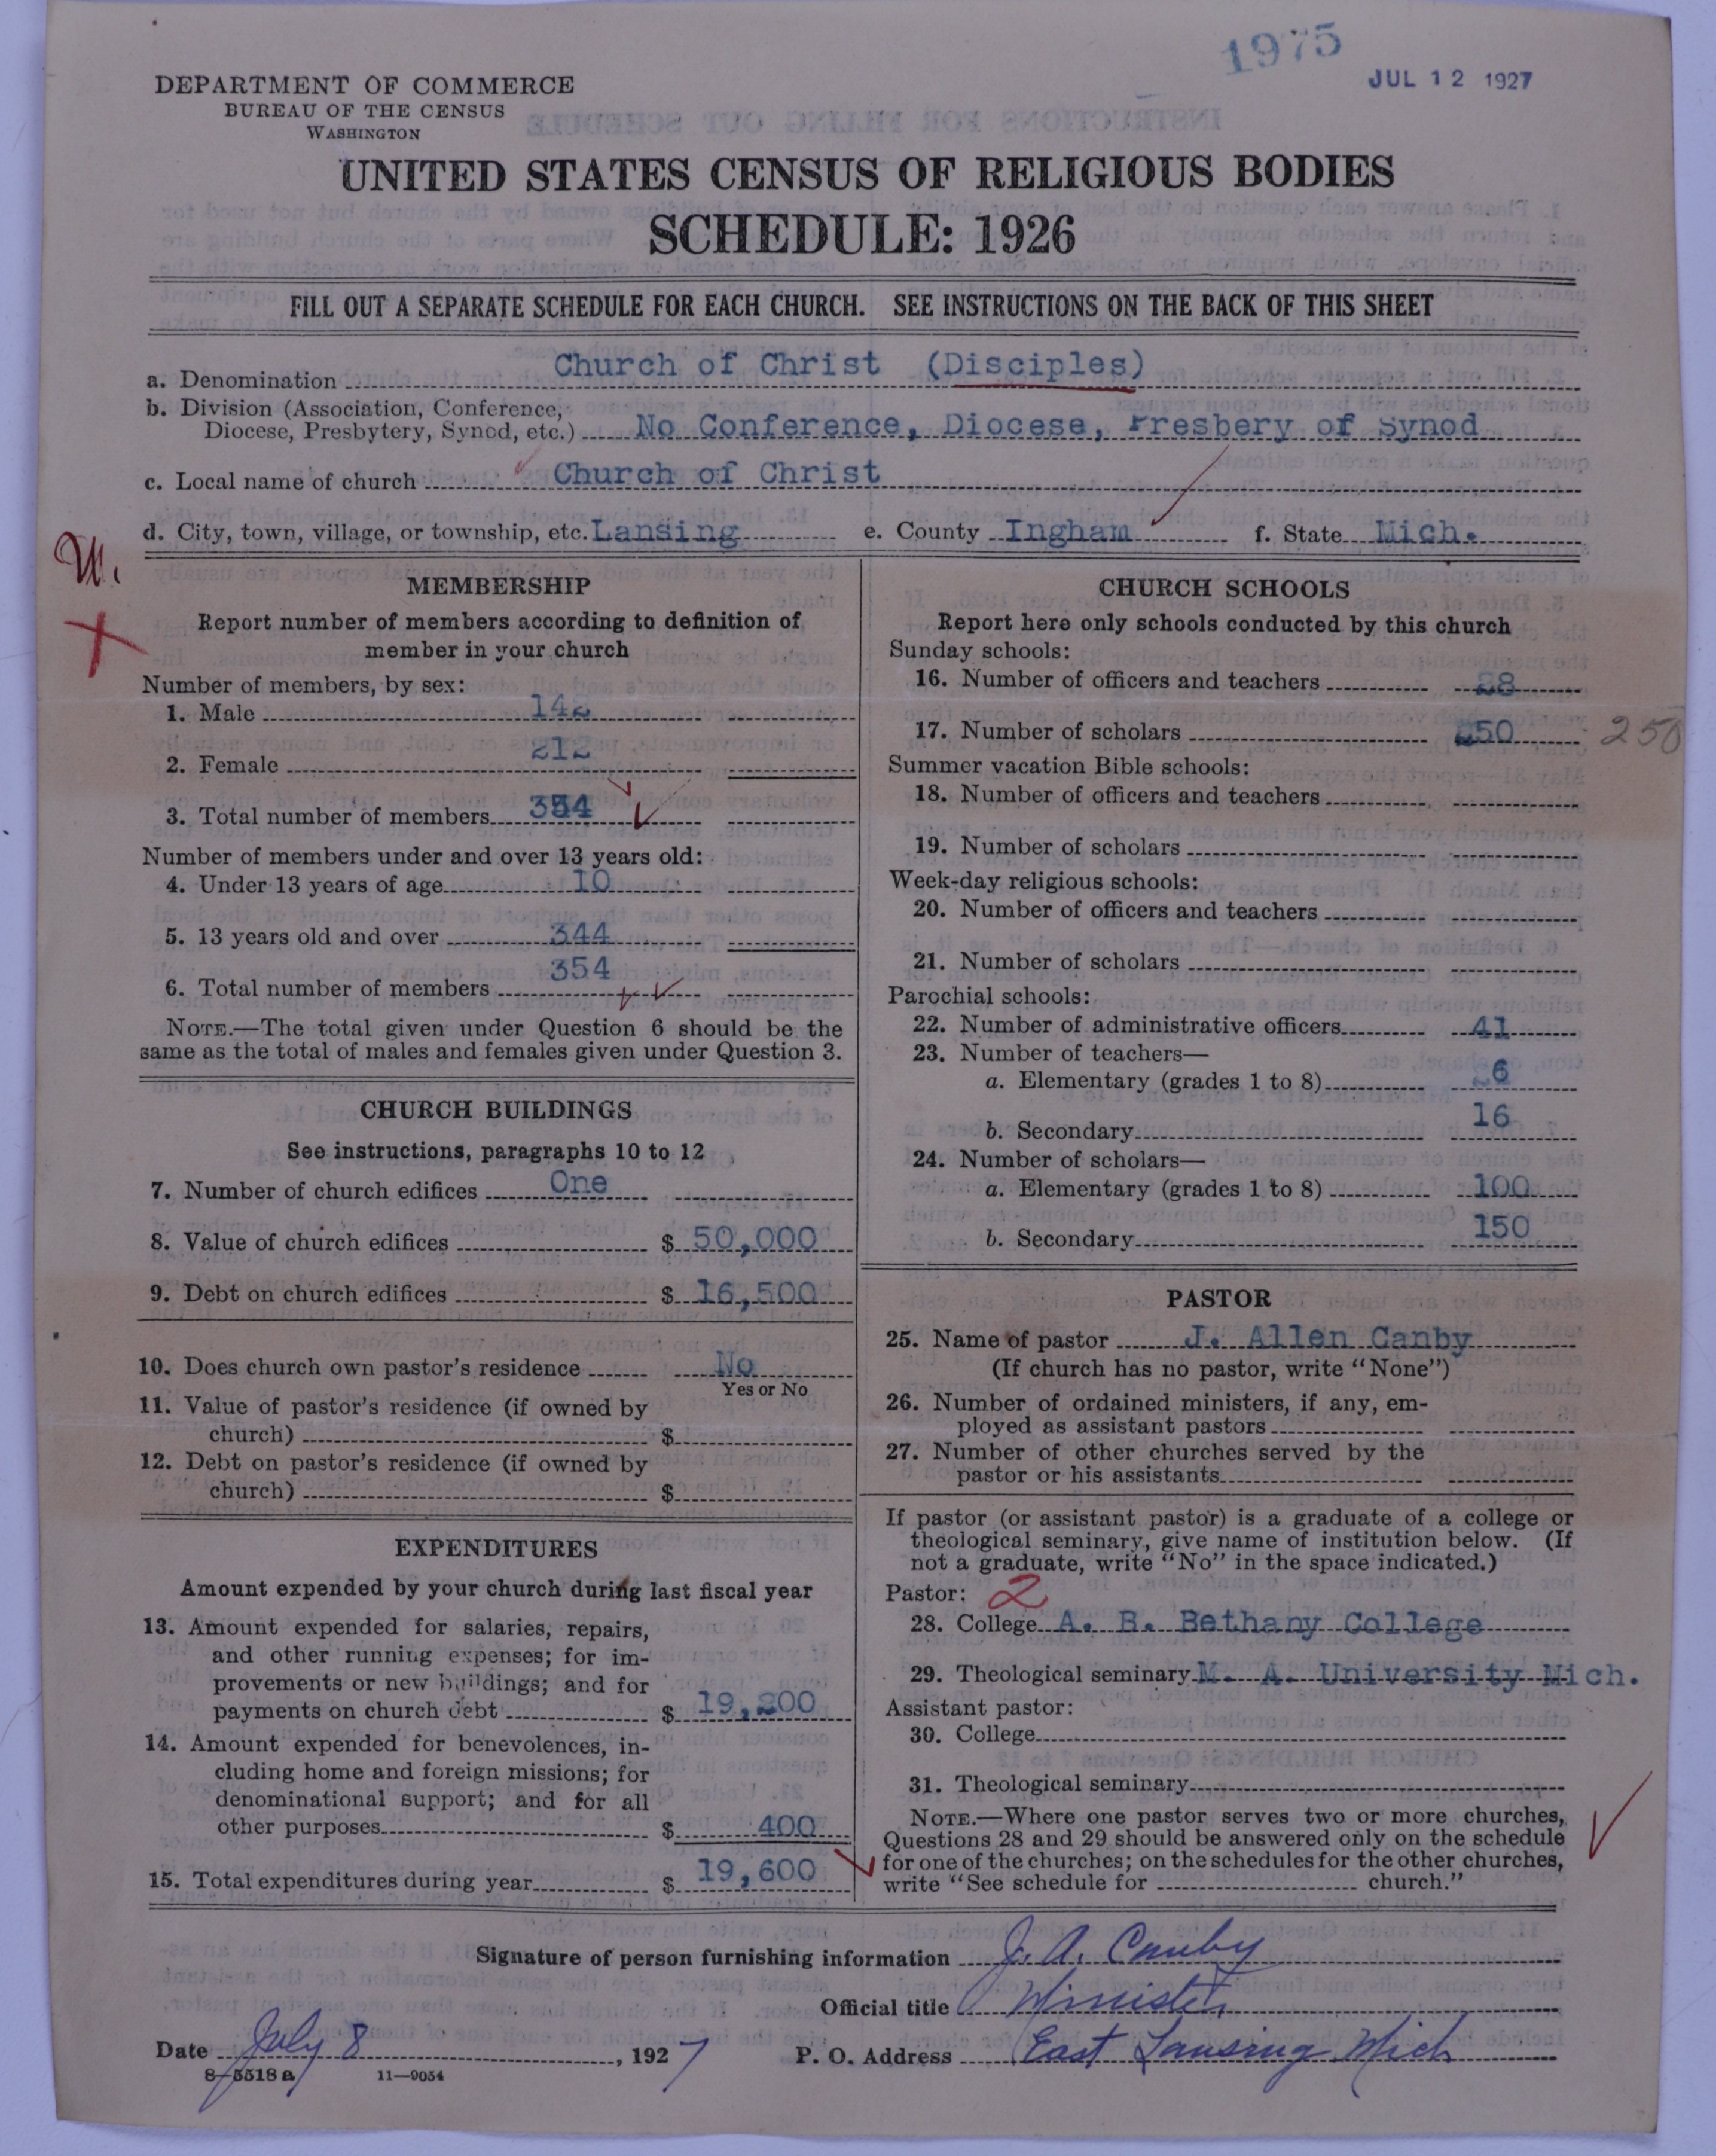 1975
JUL 12 1927
DEPARTMENT OF COMMERCE
BUREAU OF THE CENSUS
WASHINGTON
UNITED STATES CENSUS OF RELIGIOUS BODIES
SCHEDULE: 1926
FILL OUT A SEPARATE SCHEDULE FOR EACH CHURCH. SEE INSTRUCTIONS ON THE BACK OF THIS SHEET
a. Denomination Church of Christ (Disciples)
b. Division (Association, Conference,
Diocese, Presbytery, Synod, etc.) No Conference, Diocese, Presbery of Synod
c. Local name of church Church of Christ
d. City, town, village, or township, etc. Lansing e. County Ingham f. State Mich.
MEMBERSHIP
Report number of members according to definition of
member in your church
Number of members, by sex:
1. Male 142
2. Female 212
3. Total number of members 354
Number of members under and over 13 years old:
4. Under 13 years of age 10
5. 13 years old and over 344
6. Total number of members 354
NOTE.—The total given under Question 6 should be the
same as the total of males and females given under Question 3.
CHURCH BUILDINGS
See instructions, paragraphs 10 to 12
7. Number of church edifices One
8. Value of church edifices $ 50,000
9. Debt on church edifices $ 16,500
10. Does church own pastor's residence No
Yes or No
11. Value of pastor's residence (if owned by
church) $
12. Debt on pastor's residence (if owned by
church) $
EXPENDITURES
Amount expended by your church during last fiscal year
13. Amount expended for salaries, repairs,
and other running expenses; for im-
provements or new buildings; and for
payments on church debt $ 19,200
14. Amount expended for benevolences, in-
cluding home and foreign missions; for
denominational support; and for all
other purposes $ 400
15. Total expenditures during year $ 19,600
CHURCH SCHOOLS
Report here only schools conducted by this church
Sunday schools:
16. Number of officers and teachers 28
17. Number of scholars 250 250
Summer vacation Bible schools:
18. Number of officers and teachers
19. Number of scholars
Week-day religious schools:
20. Number of officers and teachers
21. Number of scholars
Parochial schools:
22. Number of administrative officers 41
23. Number of teachers—
a. Elementary (grades 1 to 8) 6
b. Secondary 16
24. Number of scholars—
a. Elementary (grades 1 to 8) 100
b. Secondary 150
PASTOR
25. Name of pastor J. Allen Canby
(If church has no pastor, write "None")
26. Number of ordained ministers, if any, em-
ployed as assistant pastors
27. Number of other churches served by the
pastor or his assistants
If pastor (or assistant pastor) is a graduate of a college or
theological seminary, give name of institution below. (If
not a graduate, write "No" in the space indicated.)
Pastor: 2
28. College A. B. Bethany College
29. Theological seminary M. A. University Mich.
Assistant pastor:
30. College
31. Theological seminary
NOTE.—Where one pastor serves two or more churches,
Questions 28 and 29 should be answered only on the schedule
for one of the churches; on the schedules for the other churches,
write "See schedule for church."
Signature of person furnishing information J. A. Canby
Official title Minister
Date July 8, 1927 P. O. Address East Lansing Mich
8—5518 a 11—9054